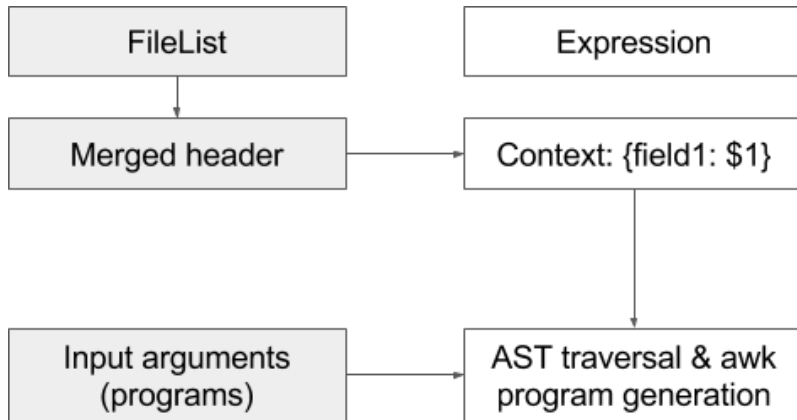 FileList
Expression
Merged header
Context: {field1: $1}
Input arguments
(programs)
AST traversal & awk
program generation